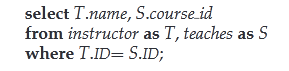 select T.name, S.course_id
from instructor as T, teaches as S
where T.ID= S.ID;